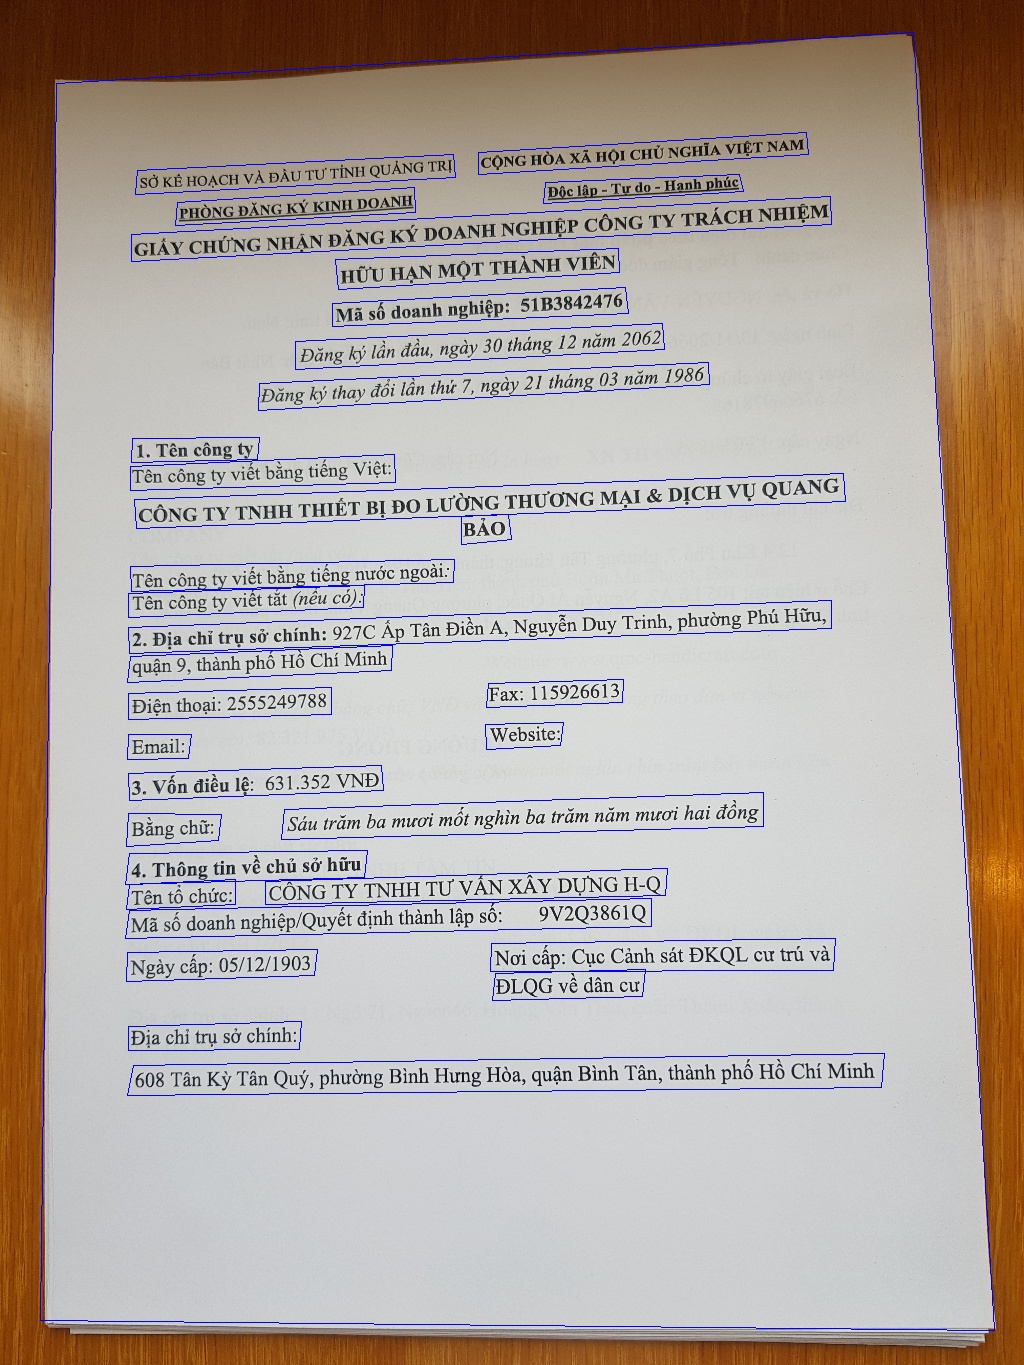 SỞ KẾ HOẠCH VÀ ĐẦU TƯ TỈNH QUẢNG TRỊ
CỘNG HÒA XÃ HỘI CHỦ NGHĨA VIỆT NAM
PHÒNG ĐĂNG KÝ KINH DOANH
Độc lập - Tự do - Hạnh phúc
GIẤY CHỨNG NHẬN ĐĂNG KÝ DOANH NGHIỆP CÔNG TY TRÁCH NHIỆM
HỮU HẠN MỘT THÀNH VIÊN
Mã số doanh nghiệp: 51B3842476
Đăng ký lần đầu, ngày 30 tháng 12 năm 2062
Đăng ký thay đổi lần thứ 7, ngày 21 tháng 03 năm 1986
1. Tên công ty
Tên công ty viết bằng tiếng Việt:
CÔNG TY TNHH THIẾT BỊ ĐO LƯỜNG THƯƠNG MẠI & DỊCH VỤ QUANG
BẢO
Tên công ty viết bằng tiếng nước ngoài:
Tên công ty viết tắt (nếu có):
2. Địa chỉ trụ sở chính: 927C Ấp Tân Điền A, Nguyễn Duy Trinh, phường Phú Hữu,
quận 9, thành phố Hồ Chí Minh
Điện thoại: 2555249788
Fax: 115926613
Email:
Website:
3. Vốn điều lệ: 631.352 VNĐ
Bằng chữ: Sáu trăm ba mươi mốt nghìn ba trăm năm mươi hai đồng
4. Thông tin về chủ sở hữu
Tên tổ chức: CÔNG TY TNHH TƯ VẤN XÂY DỰNG H-Q
Mã số doanh nghiệp/Quyết định thành lập số: 9V2Q3861Q
Ngày cấp: 05/12/1903
Nơi cấp: Cục Cảnh sát ĐKQL cư trú và
ĐLQG về dân cư
Địa chỉ trụ sở chính:
608 Tân Kỳ Tân Quý, phường Bình Hưng Hòa, quận Bình Tân, thành phố Hồ Chí Minh